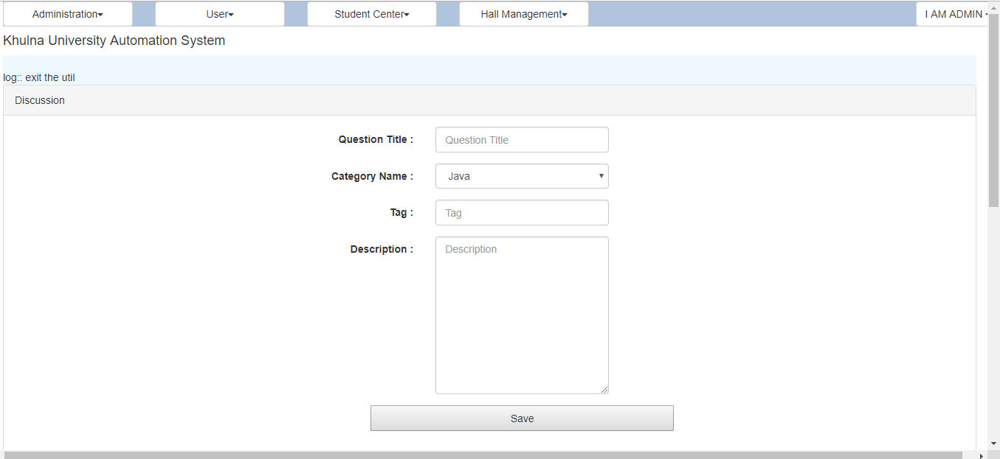 Administration User Student Center Hall Management I AM ADMIN
Khulna University Automation System
log:: exit the util
Discussion
Question Title : Question Title
Category Name : Java
Tag : Tag
Description : Description
Save